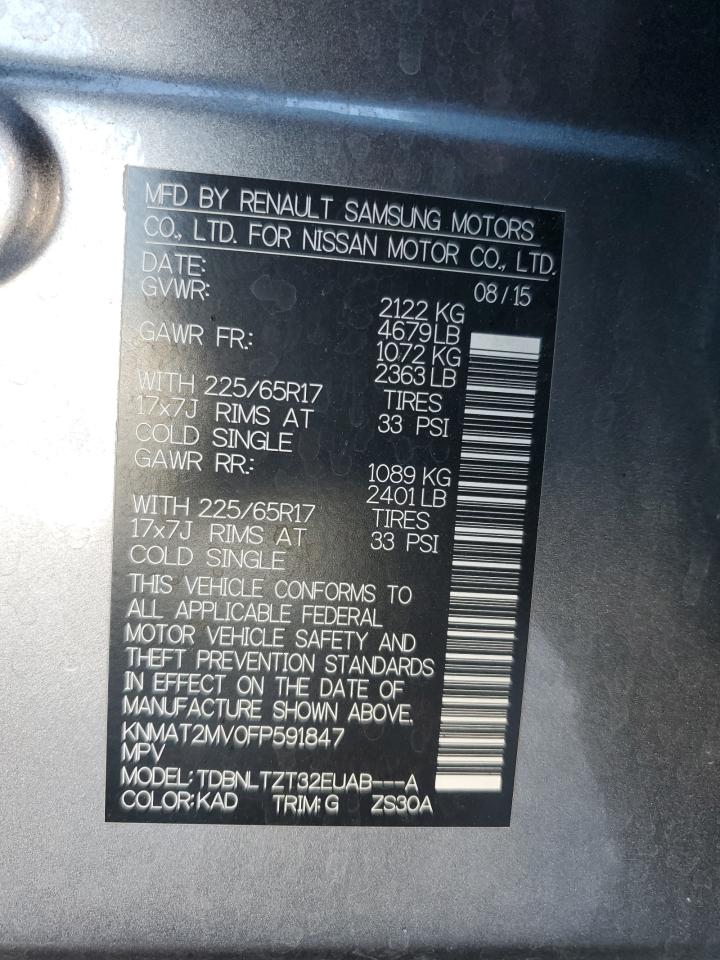 MFD BY RENAULT SAMSUNG MOTORS
CO., LTD. FOR NISSAN MOTOR CO., LTD.
DATE: 08/15
GVWR: 2122 KG
4679 LB
GAWR FR.: 1072 KG
2363 LB
WITH 225/65R17 TIRES
17x7J RIMS AT 33 PSI
COLD SINGLE
GAWR RR.: 1089 KG
2401 LB
WITH 225/65R17 TIRES
17x7J RIMS AT 33 PSI
COLD SINGLE
THIS VEHICLE CONFORMS TO
ALL APPLICABLE FEDERAL
MOTOR VEHICLE SAFETY AND
THEFT PREVENTION STANDARDS
IN EFFECT ON THE DATE OF
MANUFACTURE SHOWN ABOVE.
KNMAT2MV0FP591847
MPV
MODEL: TDBNLTZT32EUAB---A
COLOR: KAD TRIM: G ZS30A